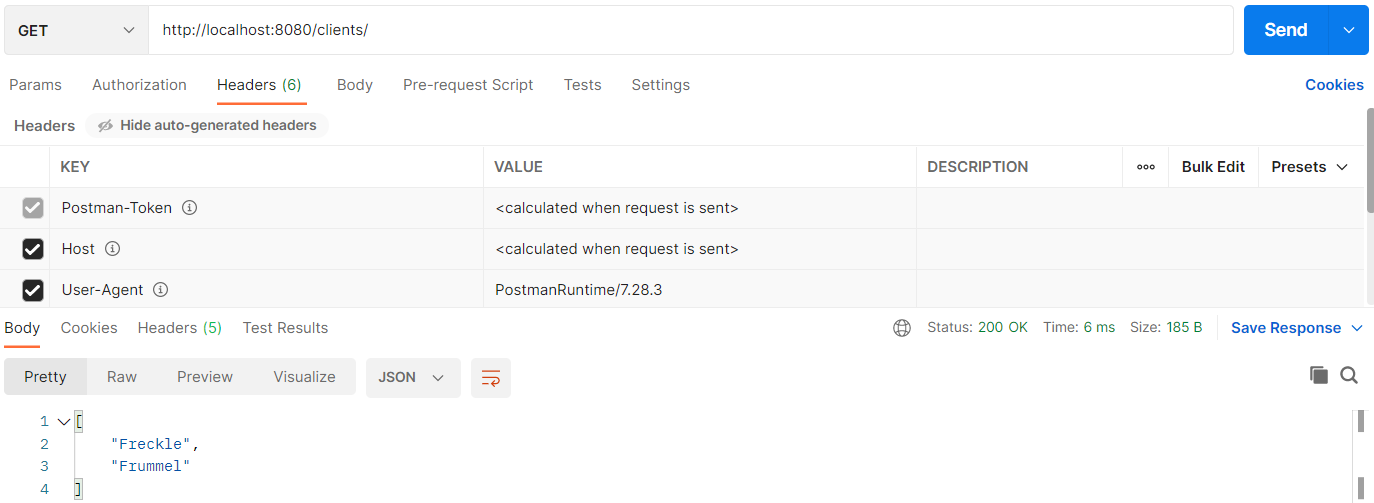 GET http://localhost:8080/clients/ Send
Params Authorization Headers (6) Body Pre-request Script Tests Settings Cookies
Headers Hide auto-generated headers
KEY VALUE DESCRIPTION ooo Bulk Edit Presets
Postman-Token <calculated when request is sent>
Host <calculated when request is sent>
User-Agent PostmanRuntime/7.28.3
Body Cookies Headers (5) Test Results Status: 200 OK Time: 6 ms Size: 185 B Save Response
Pretty Raw Preview Visualize JSON
1 [
2 "Freckle",
3 "Frummel"
4 ]